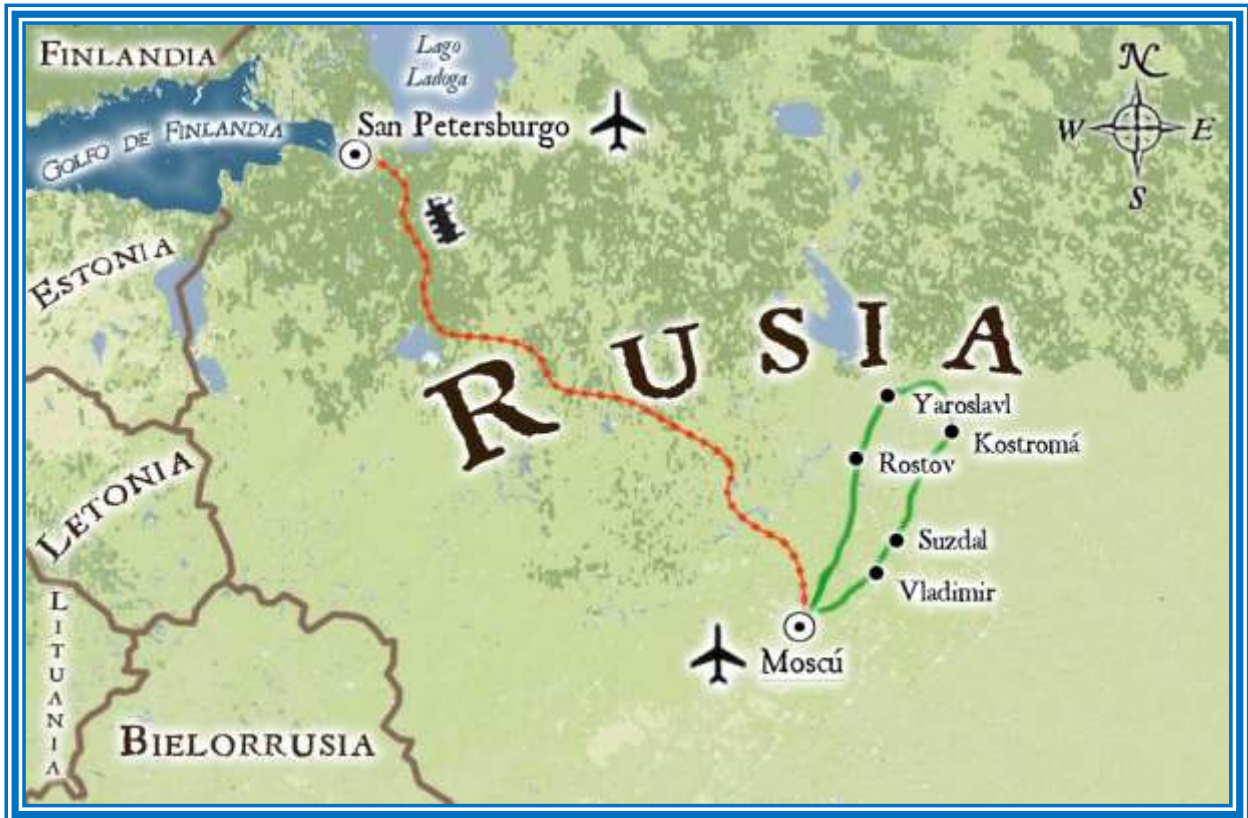 FINLANDIA
Lago
Ladoga
N
W
E
S
San Petersburgo
GOLFO DE FINLANDIA
ESTONIA
RUSIA
Yaroslavl
Kostromá
Rostov
LETONIA
Suzdal
Vladimir
LITUANIA
Moscú
BIELORRUSIA